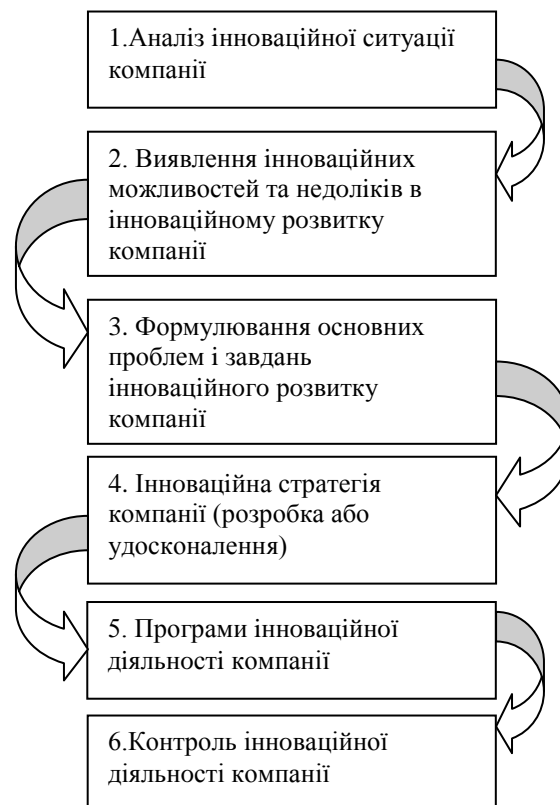 1.Аналіз інноваційної ситуації
компанії
2. Виявлення інноваційних
можливостей та недоліків в
інноваційному розвитку
компанії
3. Формулювання основних
проблем і завдань
інноваційного розвитку
компанії
4. Інноваційна стратегія
компанії (розробка або
удосконалення)
5. Програми інноваційної
діяльності компанії
6.Контроль інноваційної
діяльності компанії